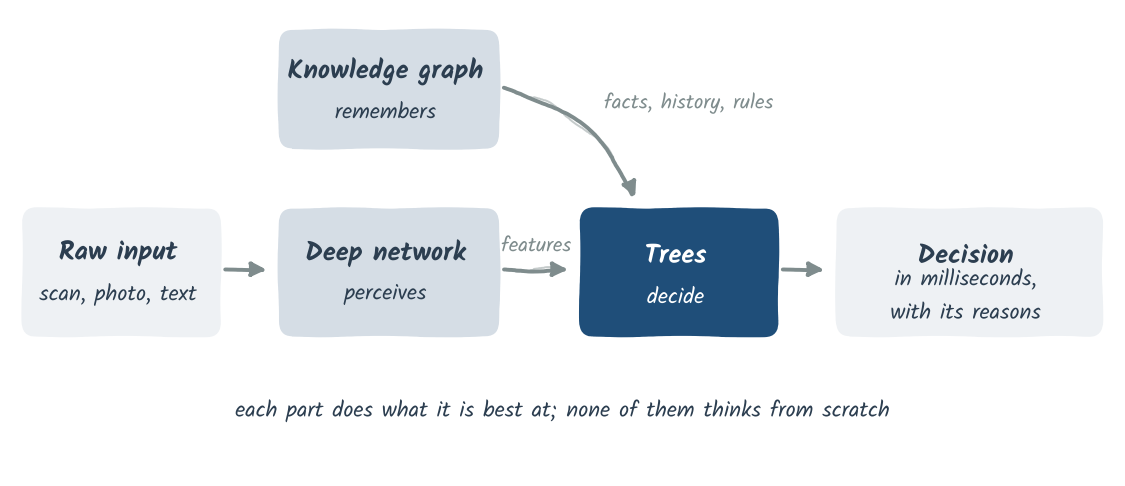 Knowledge graph
remembers
facts, history, rules
Raw input
scan, photo, text
Deep network
perceives
features
Trees
decide
Decision
in milliseconds,
with its reasons
each part does what it is best at; none of them thinks from scratch